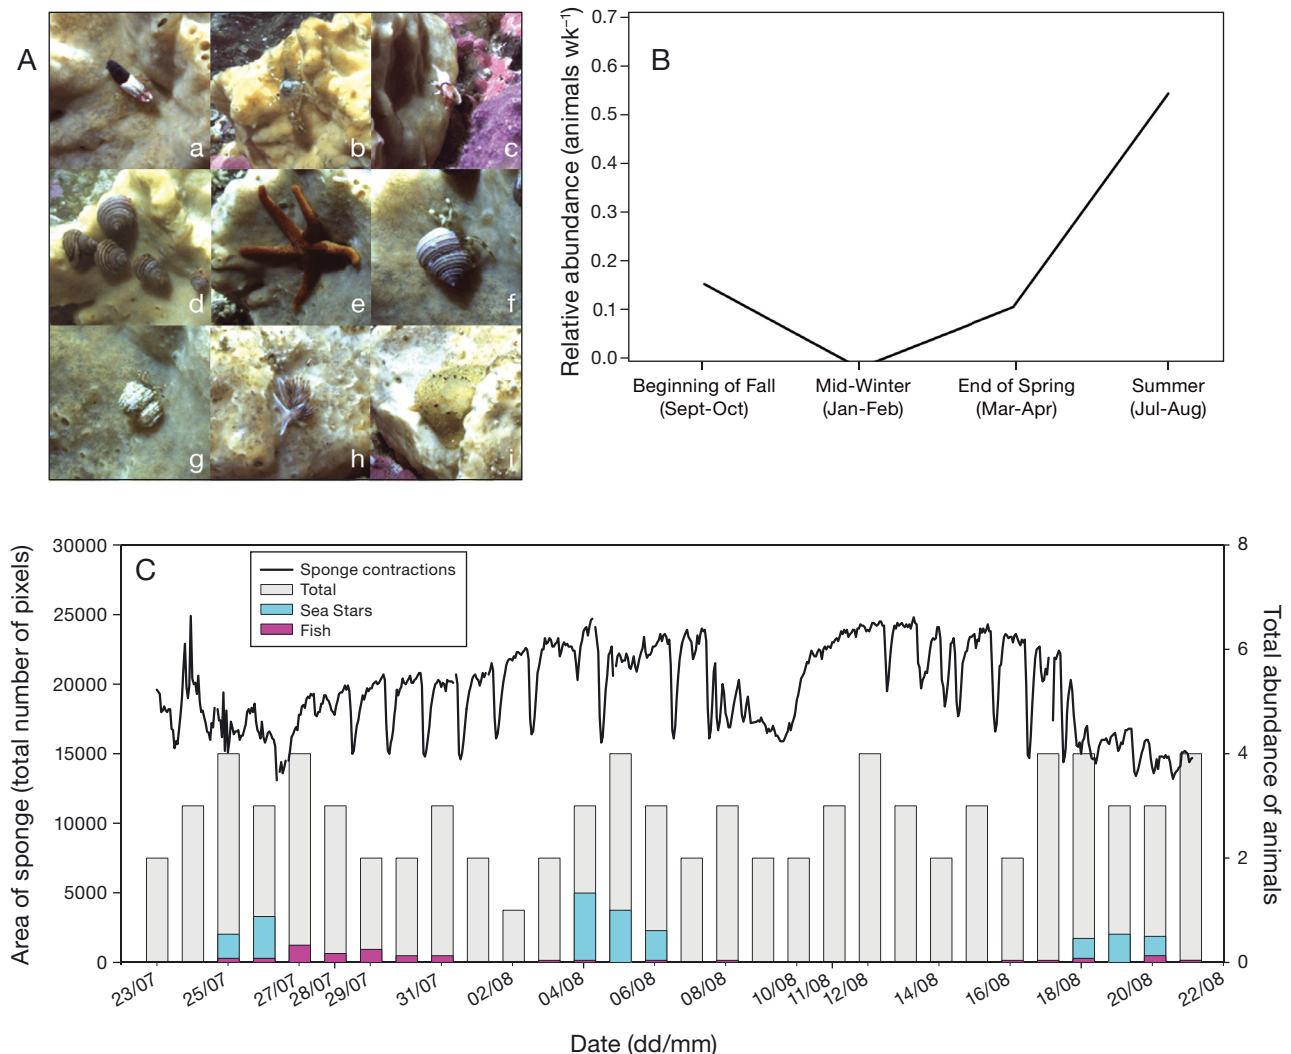 A
a
b
c
d
e
f
g
h
i
B
Relative abundance (animals wk⁻¹)
0.7
0.6
0.5
0.4
0.3
0.2
0.1
0.0
Beginning of Fall
(Sept-Oct)
Mid-Winter
(Jan-Feb)
End of Spring
(Mar-Apr)
Summer
(Jul-Aug)
C
Area of sponge (total number of pixels)
30000
25000
20000
15000
10000
5000
0
Sponge contractions
Total
Sea Stars
Fish
8
6
4
2
0
Total abundance of animals
23/07
25/07
27/07
28/07
29/07
31/07
02/08
04/08
06/08
08/08
10/08
11/08
12/08
14/08
16/08
18/08
20/08
22/08
Date (dd/mm)